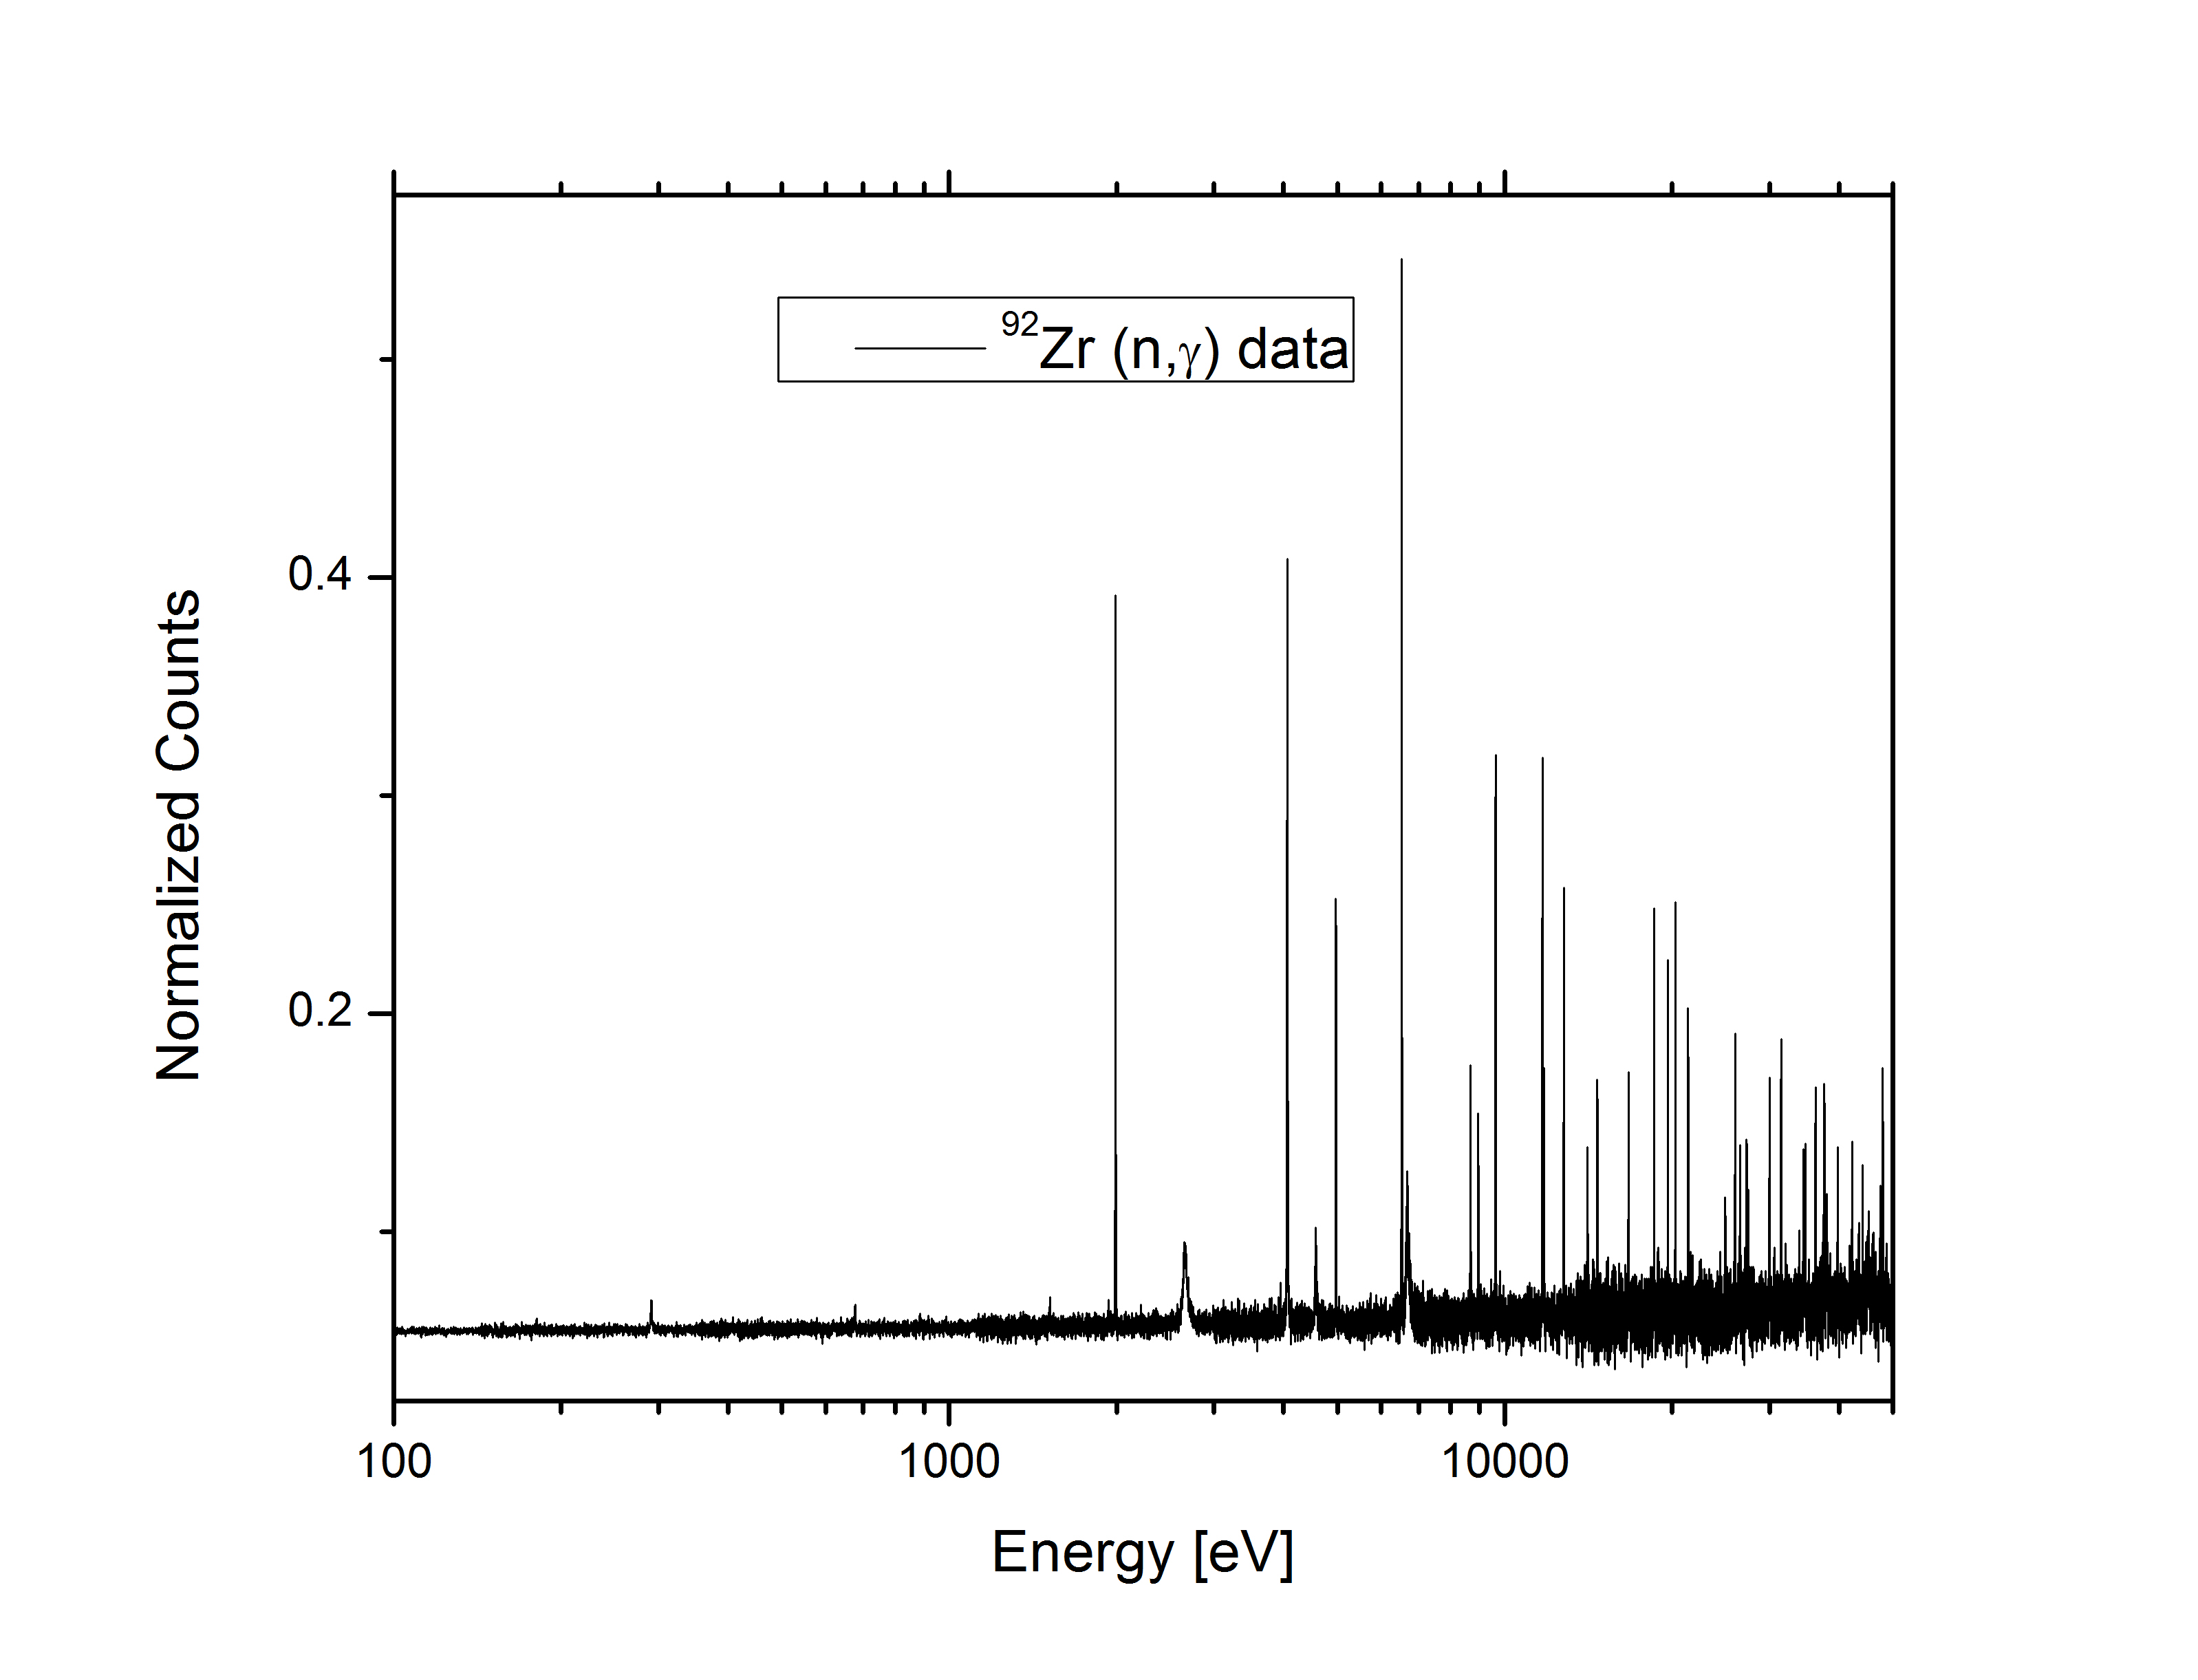 ⁹²Zr (n,γ) data
Normalized Counts
0.4
0.2
100
1000
10000
Energy [eV]